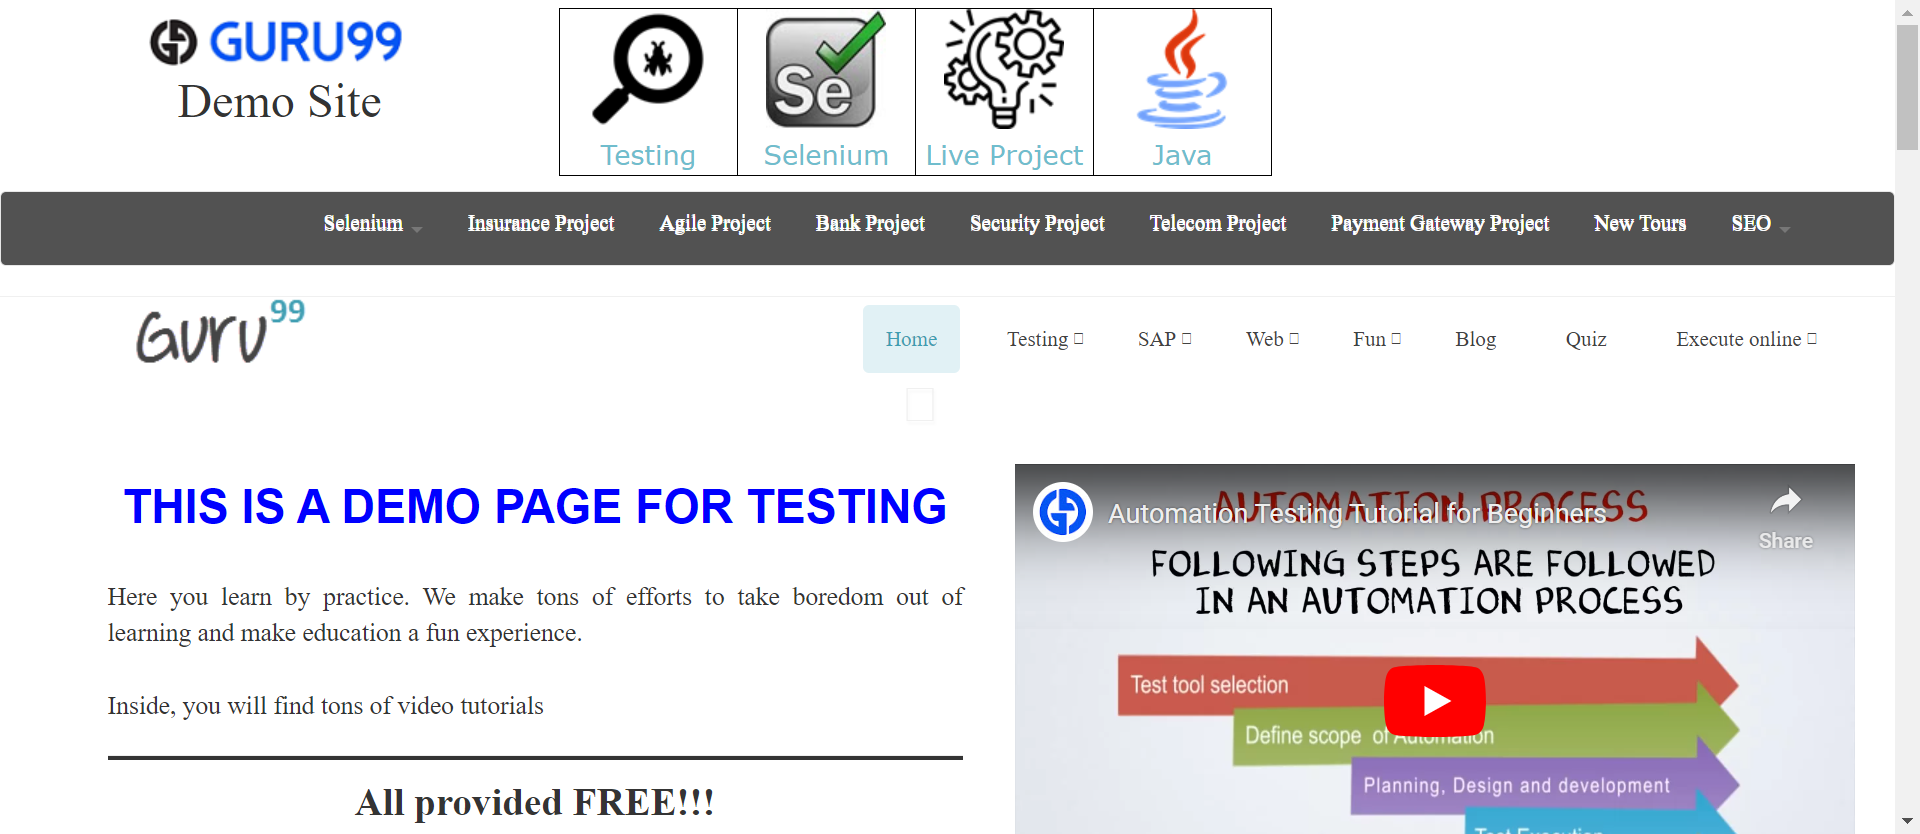 GURU99
Demo Site
Se
Testing
Selenium
Live Project
Java
Selenium
Insurance Project
Agile Project
Bank Project
Security Project
Telecom Project
Payment Gateway Project
New Tours
SEO
Guru99
Home
Testing
SAP
Web
Fun
Blog
Quiz
Execute online
THIS IS A DEMO PAGE FOR TESTING
Here you learn by practice. We make tons of efforts to take boredom out of
learning and make education a fun experience.
Inside, you will find tons of video tutorials
All provided FREE!!!
AUTOMATION PROCESS
Automation Testing Tutorial for Beginners
Share
FOLLOWING STEPS ARE FOLLOWED
IN AN AUTOMATION PROCESS
Test tool selection
Define scope of Automation
Planning, Design and development
Test Execution